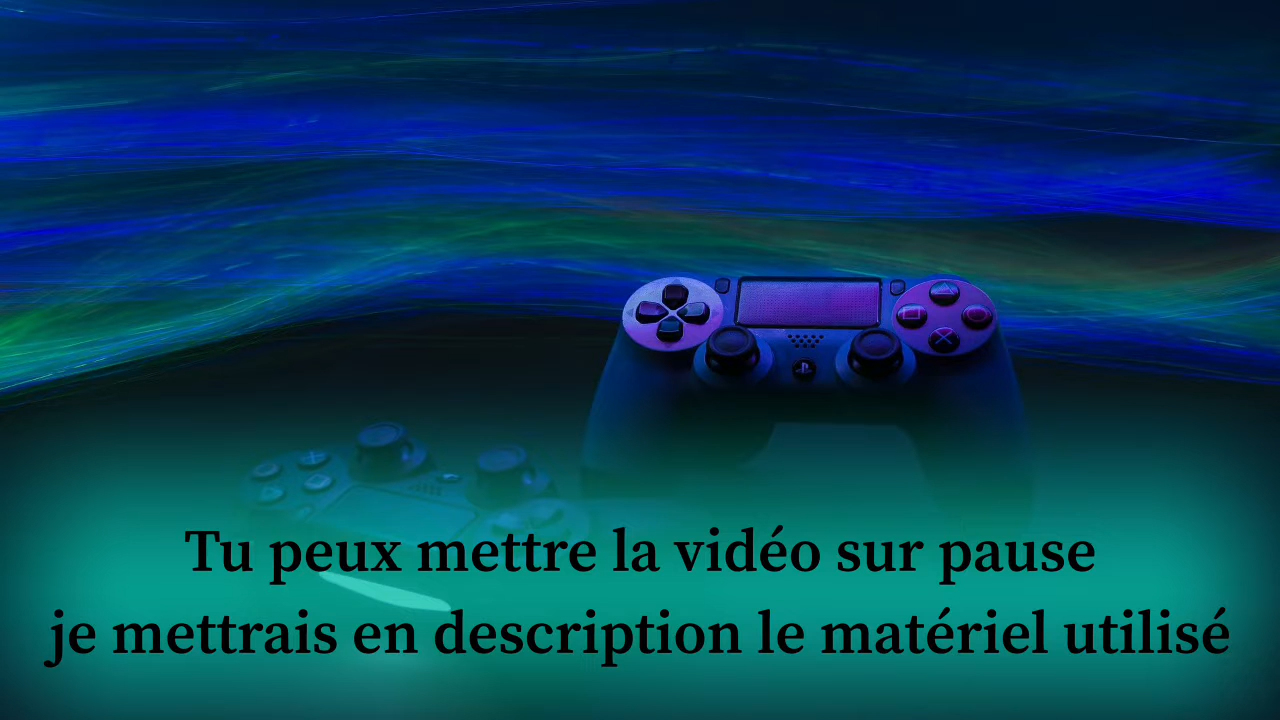 Tu peux mettre la vidéo sur pause
je mettrais en description le matériel utilisé